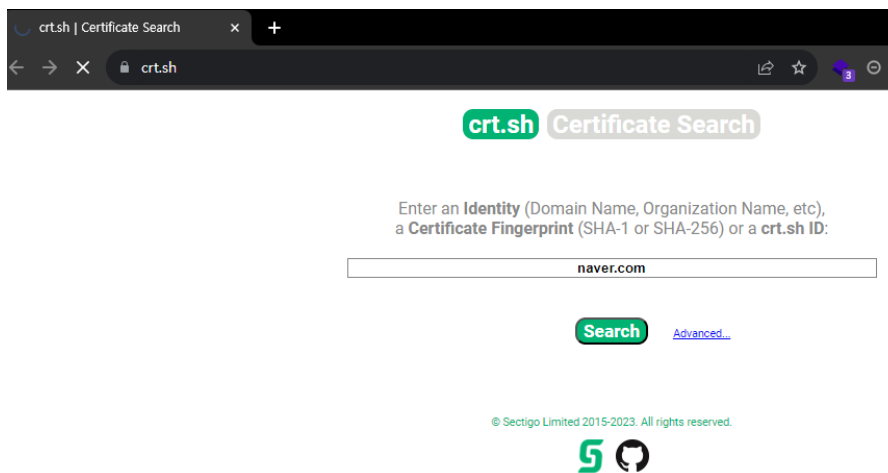 crt.sh | Certificate Search
crt.sh
3
crt.sh Certificate Search
Enter an Identity (Domain Name, Organization Name, etc),
a Certificate Fingerprint (SHA-1 or SHA-256) or a crt.sh ID:
naver.com
Search Advanced...
© Sectigo Limited 2015-2023. All rights reserved.